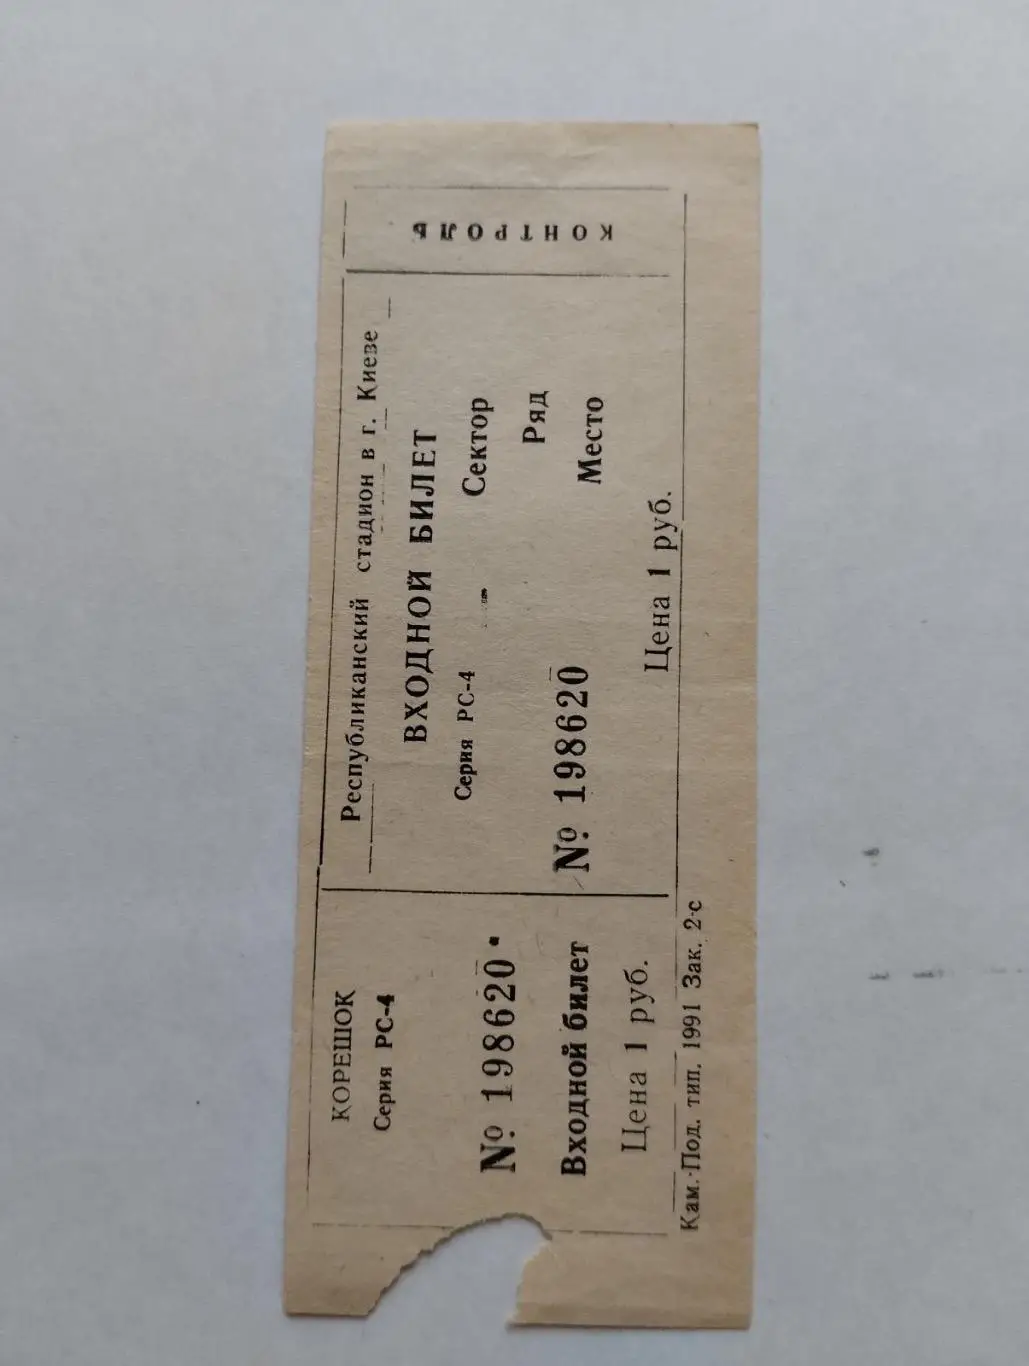 КОРЕШОК
Серия РС-4
№ 198620
Входной билет
Цена 1 руб.
Республиканский стадион в г. Киеве
ВХОДНОЙ БИЛЕТ
Серия РС-4
Сектор
Ряд
№ 198620
Место
Цена 1 руб.
КОНТРОЛЬ
Кам.-Под. тип. 1991 Зак. 2-с